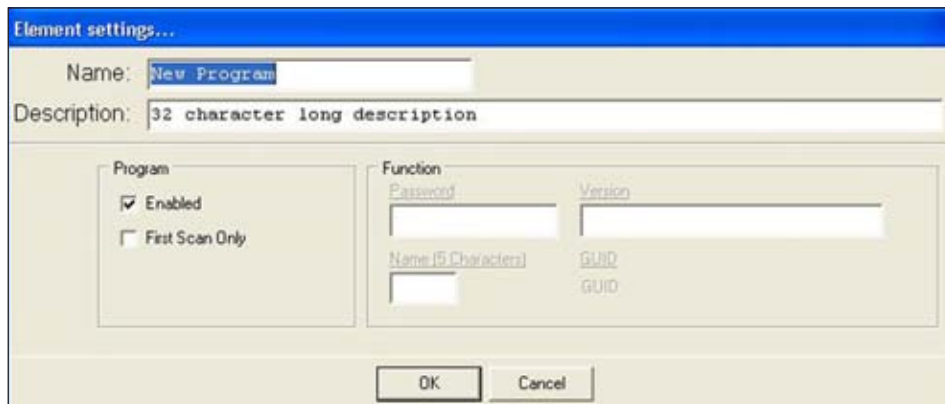 Element settings...
Name: New Program
Description: 32 character long description
Program
Enabled
First Scan Only
Function
Password Version
Name (5 Characters) GUID
GUID
OK Cancel